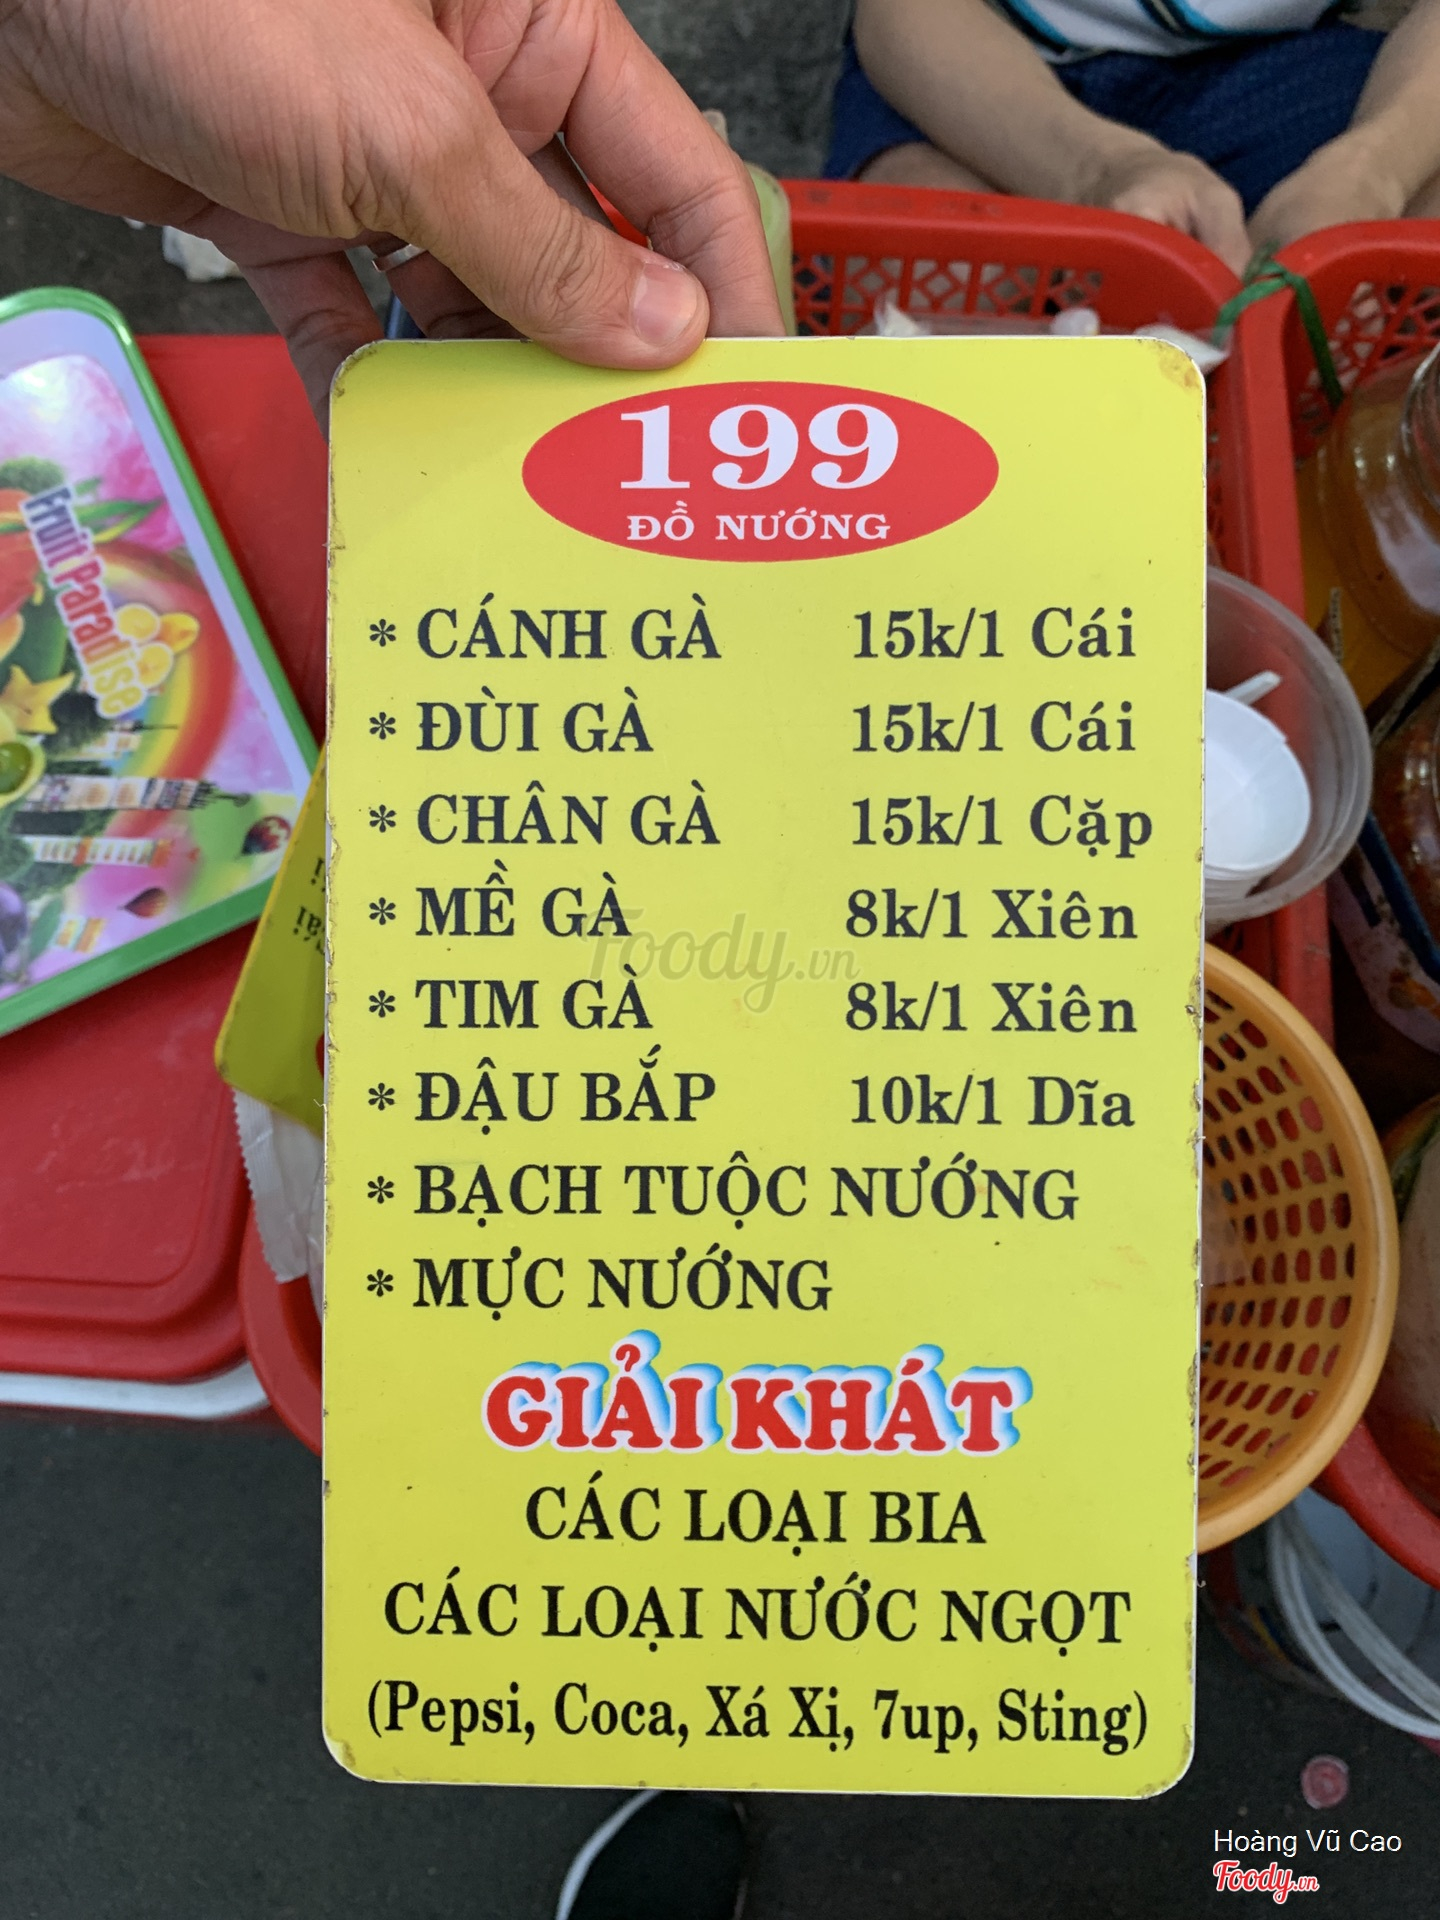 199
ĐỒ NƯỚNG
* CÁNH GÀ 15k/1 Cái
* ĐÙI GÀ 15k/1 Cái
* CHÂN GÀ 15k/1 Cặp
* MỀ GÀ 8k/1 Xiên
* TIM GÀ 8k/1 Xiên
* ĐẬU BẮP 10k/1 Dĩa
* BẠCH TUỘC NƯỚNG
* MỰC NƯỚNG
GIẢI KHÁT
CÁC LOẠI BIA
CÁC LOẠI NƯỚC NGỌT
(Pepsi, Coca, Xá Xị, 7up, Sting)
Fruit Paradise
Foody.vn
Hoàng Vũ Cao
Foody.vn